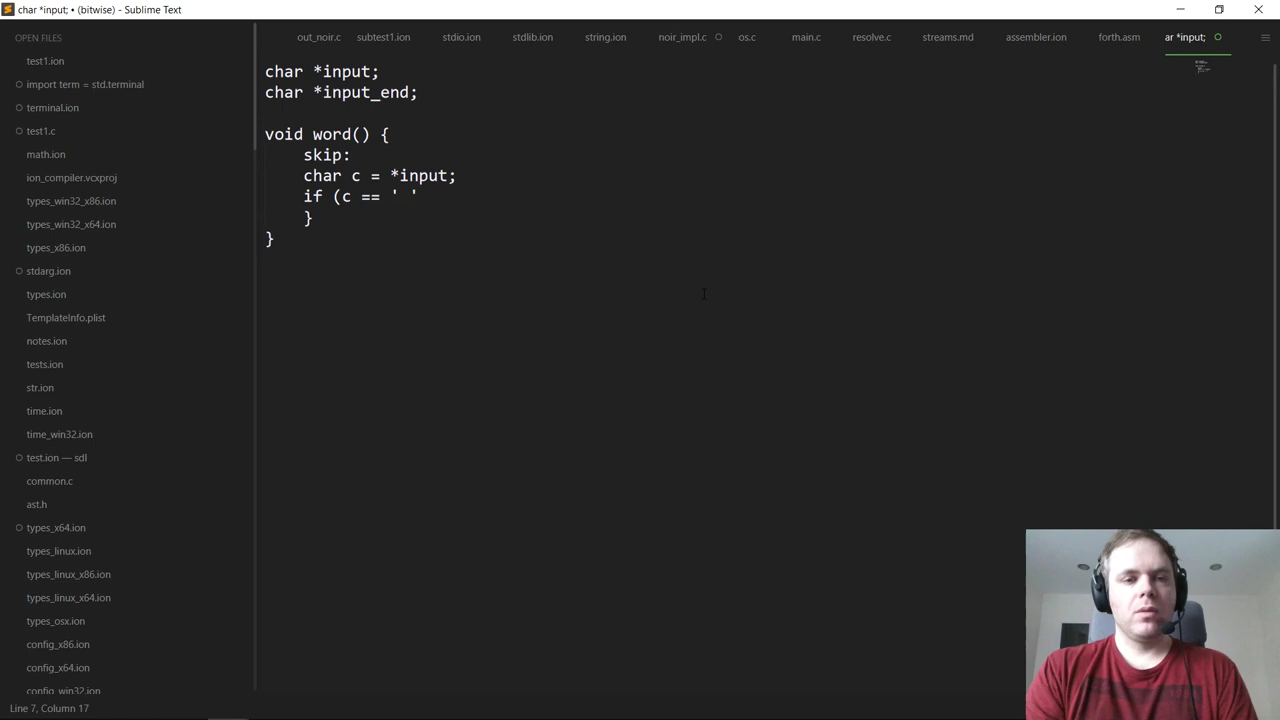 char *input; • (bitwise) - Sublime Text
OPEN FILES
test1.ion
import term = std.terminal
terminal.ion
test1.c
math.ion
ion_compiler.vcxproj
types_win32_x86.ion
types_win32_x64.ion
types_x86.ion
stdarg.ion
types.ion
TemplateInfo.plist
notes.ion
tests.ion
str.ion
time.ion
time_win32.ion
test.ion — sdl
common.c
ast.h
types_x64.ion
types_linux.ion
types_linux_x86.ion
types_linux_x64.ion
types_osx.ion
config_x86.ion
config_x64.ion
config_win32.ion
out_noir.c subtest1.ion stdio.ion stdlib.ion string.ion noir_impl.c os.c main.c resolve.c streams.md assembler.ion forth.asm ar *input;
char *input;
char *input_end;
void word() {
skip:
char c = *input;
if (c == ' '
}
}
Line 7, Column 17